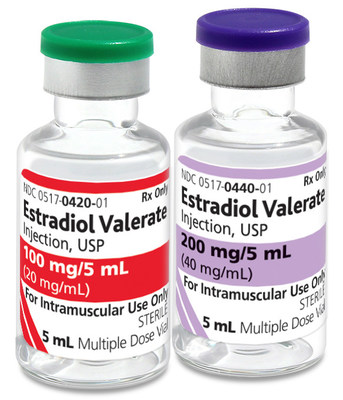 NDC 0517-0420-01
Rx Only
Estradiol Valerate
Injection, USP
100 mg/5 mL
(20 mg/mL)
For Intramuscular Use Only
STERILE
5 mL Multiple Dose Vial
NDC 0517-0440-01
Rx Only
Estradiol Valerate
Injection, USP
200 mg/5 mL
(40 mg/mL)
For Intramuscular Use Only
STERILE
5 mL Multiple Dose Vial